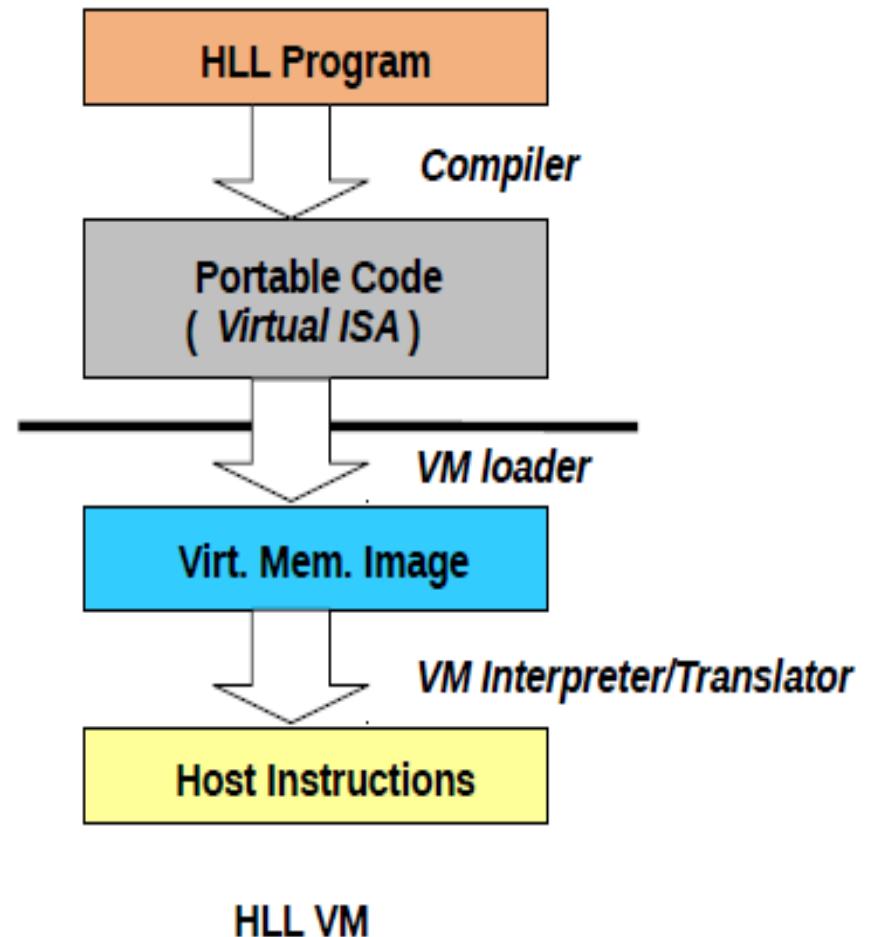 HLL Program
Compiler
Portable Code
( Virtual ISA )
VM loader
Virt. Mem. Image
VM Interpreter/Translator
Host Instructions
HLL VM